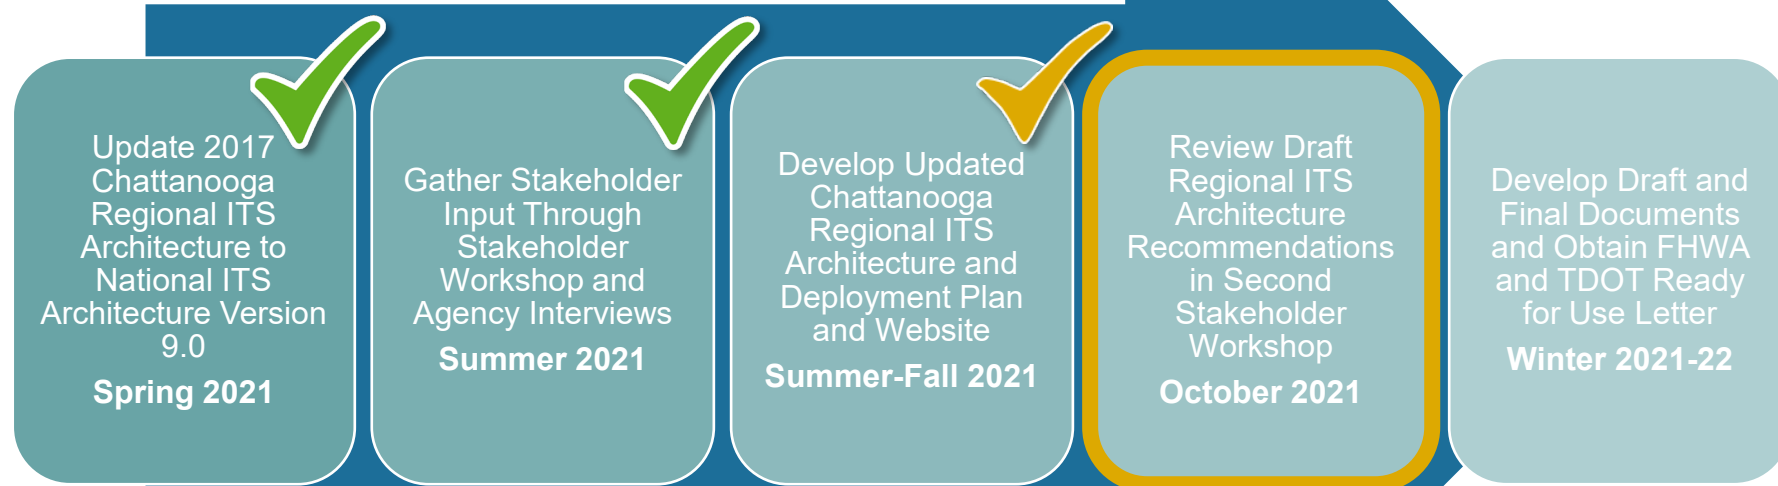 Update 2017
Chattanooga
Regional ITS
Architecture to
National ITS
Architecture Version
9.0
Spring 2021
Gather Stakeholder
Input Through
Stakeholder
Workshop and
Agency Interviews
Summer 2021
Develop Updated
Chattanooga
Regional ITS
Architecture and
Deployment Plan
and Website
Summer-Fall 2021
Review Draft
Regional ITS
Architecture
Recommendations
in Second
Stakeholder
Workshop
October 2021
Develop Draft and
Final Documents
and Obtain FHWA
and TDOT Ready
for Use Letter
Winter 2021-22